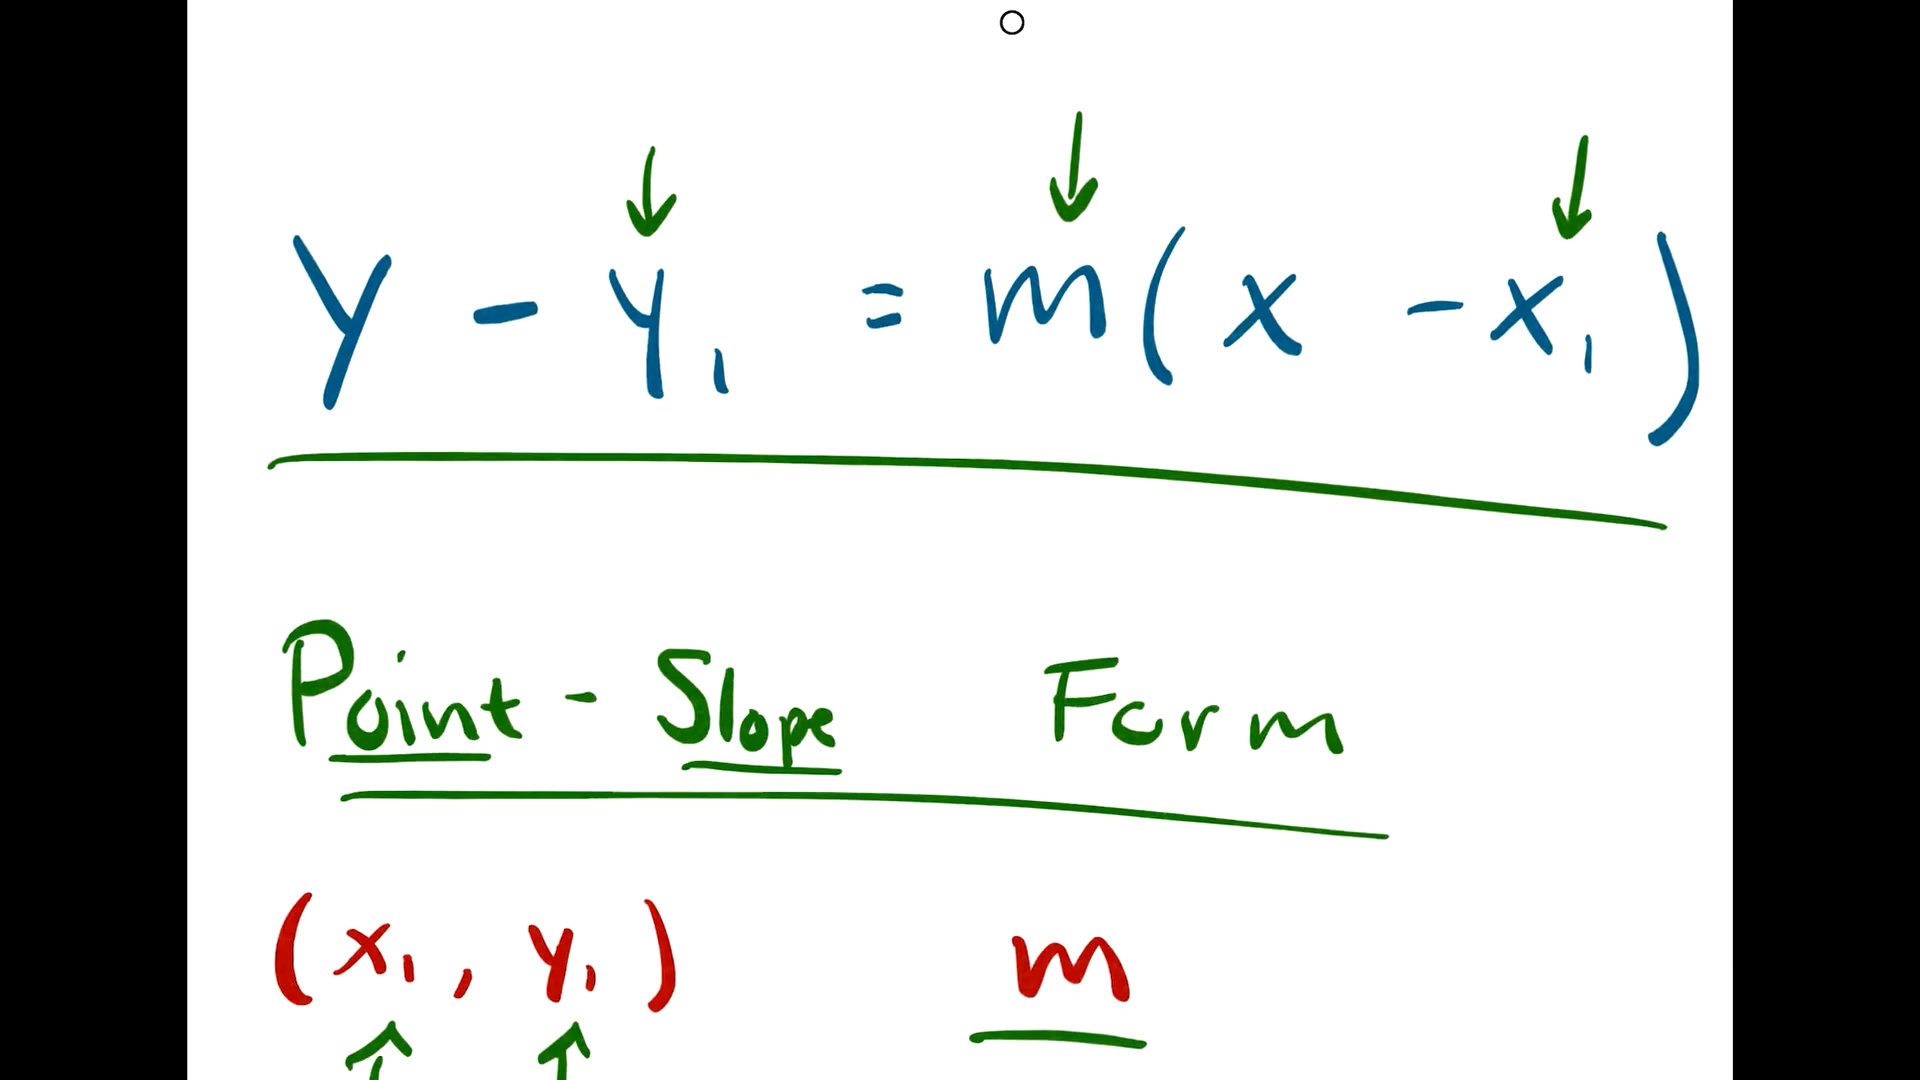 y - y₁ = m(x - x₁)
Point - Slope Form
(x₁, y₁) m